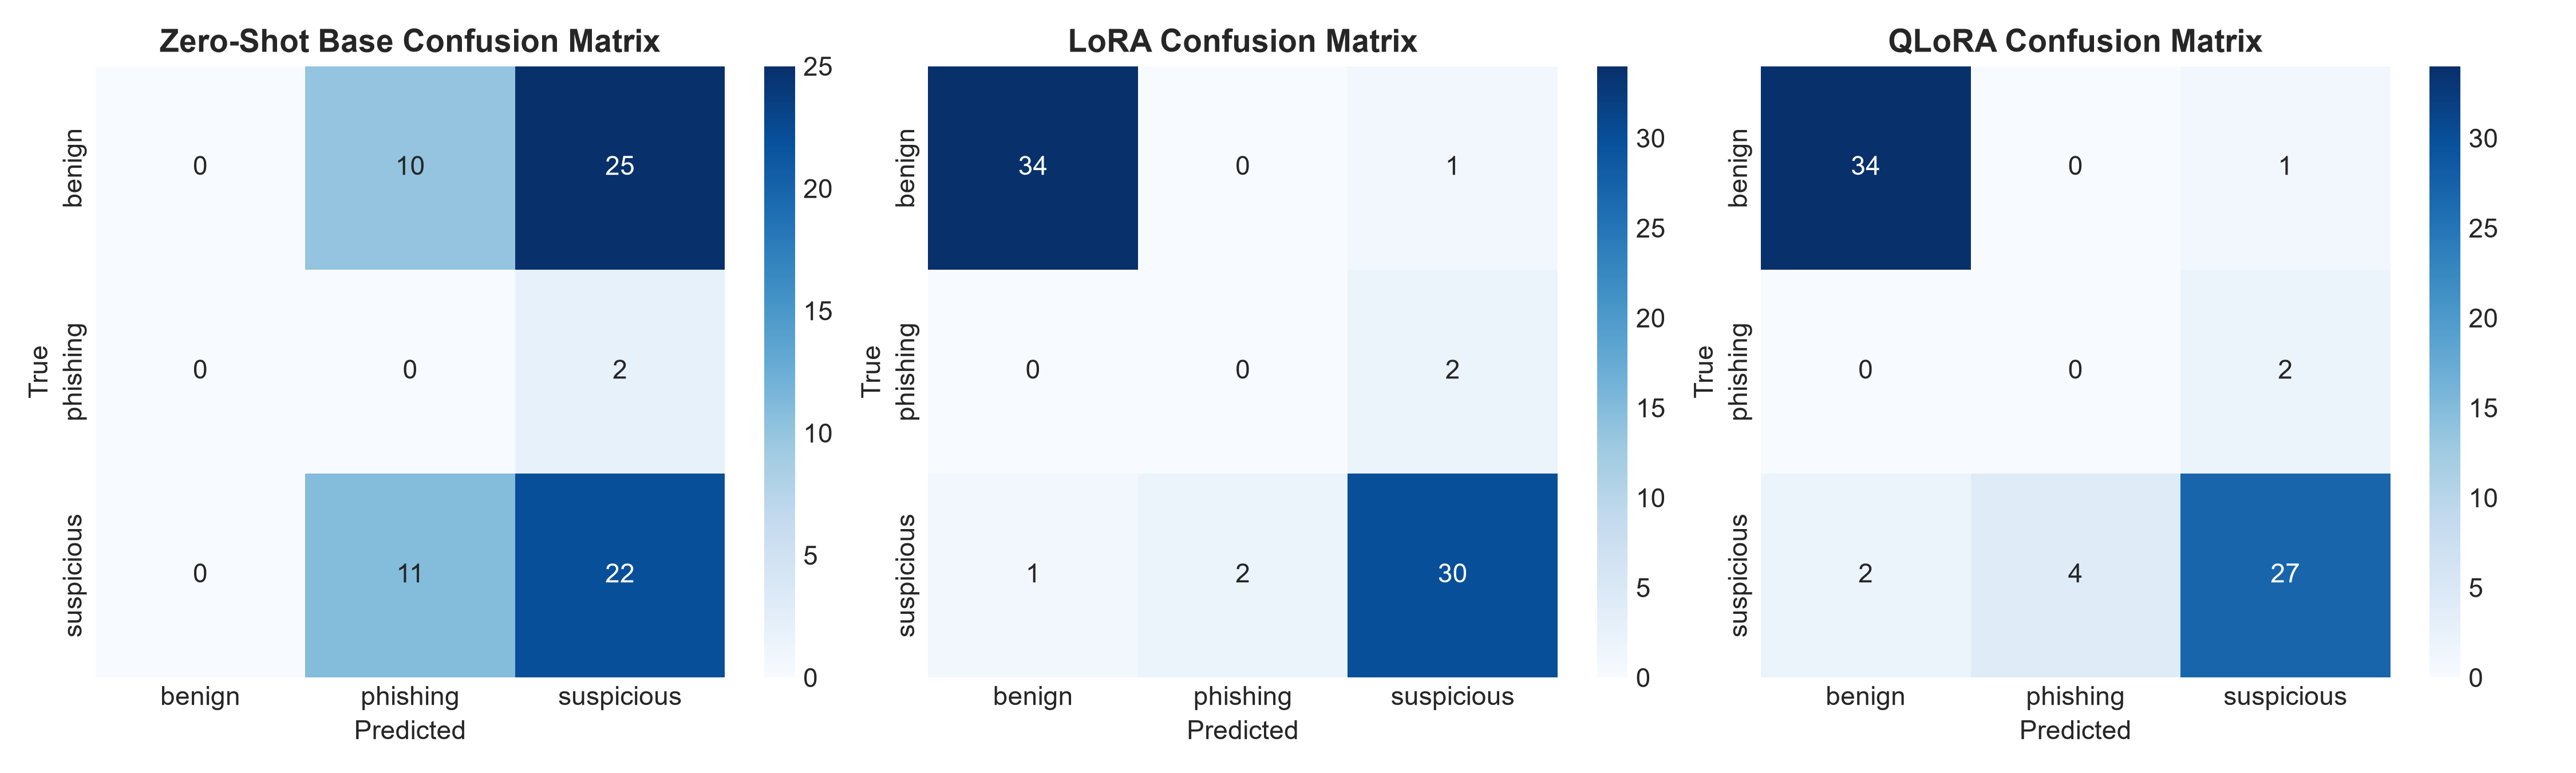 Zero-Shot Base Confusion Matrix
25
20
15
10
5
0
True
benign
phishing
suspicious
0 10 25
0 0 2
0 11 22
benign phishing suspicious
Predicted
LoRA Confusion Matrix
30
25
20
15
10
5
0
True
benign
phishing
suspicious
34 0 1
0 0 2
1 2 30
benign phishing suspicious
Predicted
QLoRA Confusion Matrix
30
25
20
15
10
5
0
True
benign
phishing
suspicious
34 0 1
0 0 2
2 4 27
benign phishing suspicious
Predicted